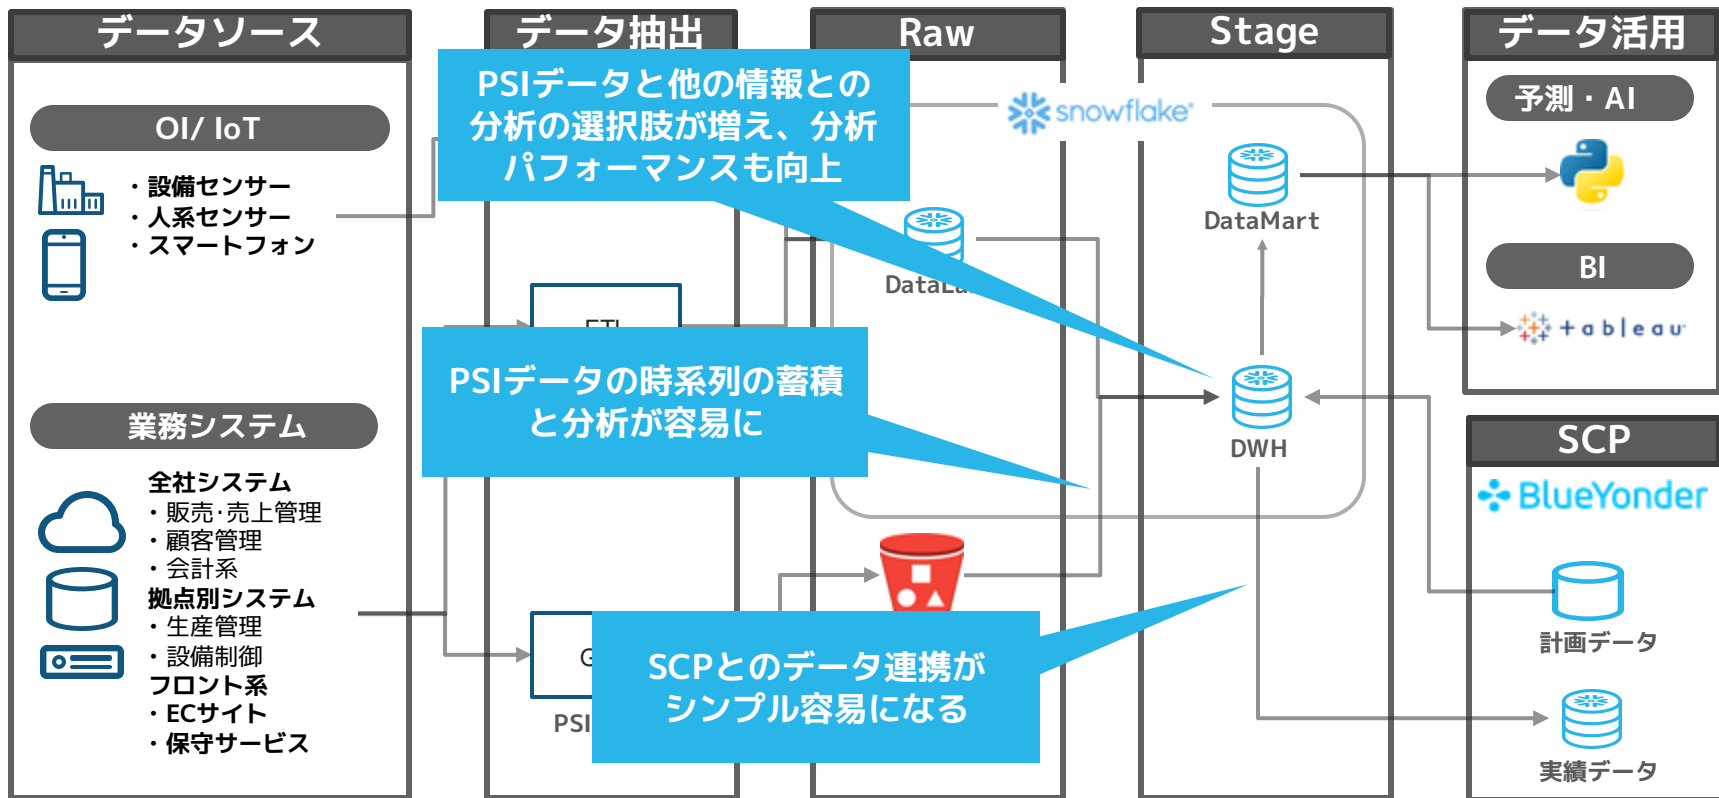 データソース
OI/ IoT
・設備センサー
・人系センサー
・スマートフォン
業務システム
全社システム
・販売･売上管理
・顧客管理
・会計系
拠点別システム
・生産管理
・設備制御
フロント系
・ECサイト
・保守サービス
データ抽出
PSIデータと他の情報との
分析の選択肢が増え、分析
パフォーマンスも向上
PSIデータの時系列の蓄積
と分析が容易に
PSI
SCPとのデータ連携が
シンプル容易になる
Raw
Stage
snowflake
DataMart
DWH
データ活用
予測・AI
BI
+ableau
SCP
BlueYonder
計画データ
実績データ